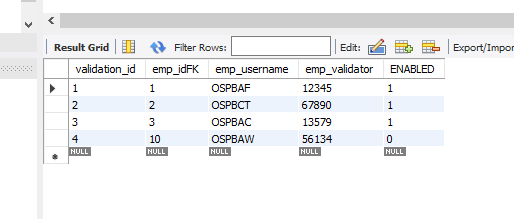 Result Grid Filter Rows: Edit: Export/Impor
validation_id emp_idFK emp_username emp_validator ENABLED
1 1 OSPBAF 12345 1
2 2 OSPBCT 67890 1
3 3 OSPBAC 13579 1
4 10 OSPBAW 56134 0
NULL NULL NULL NULL NULL